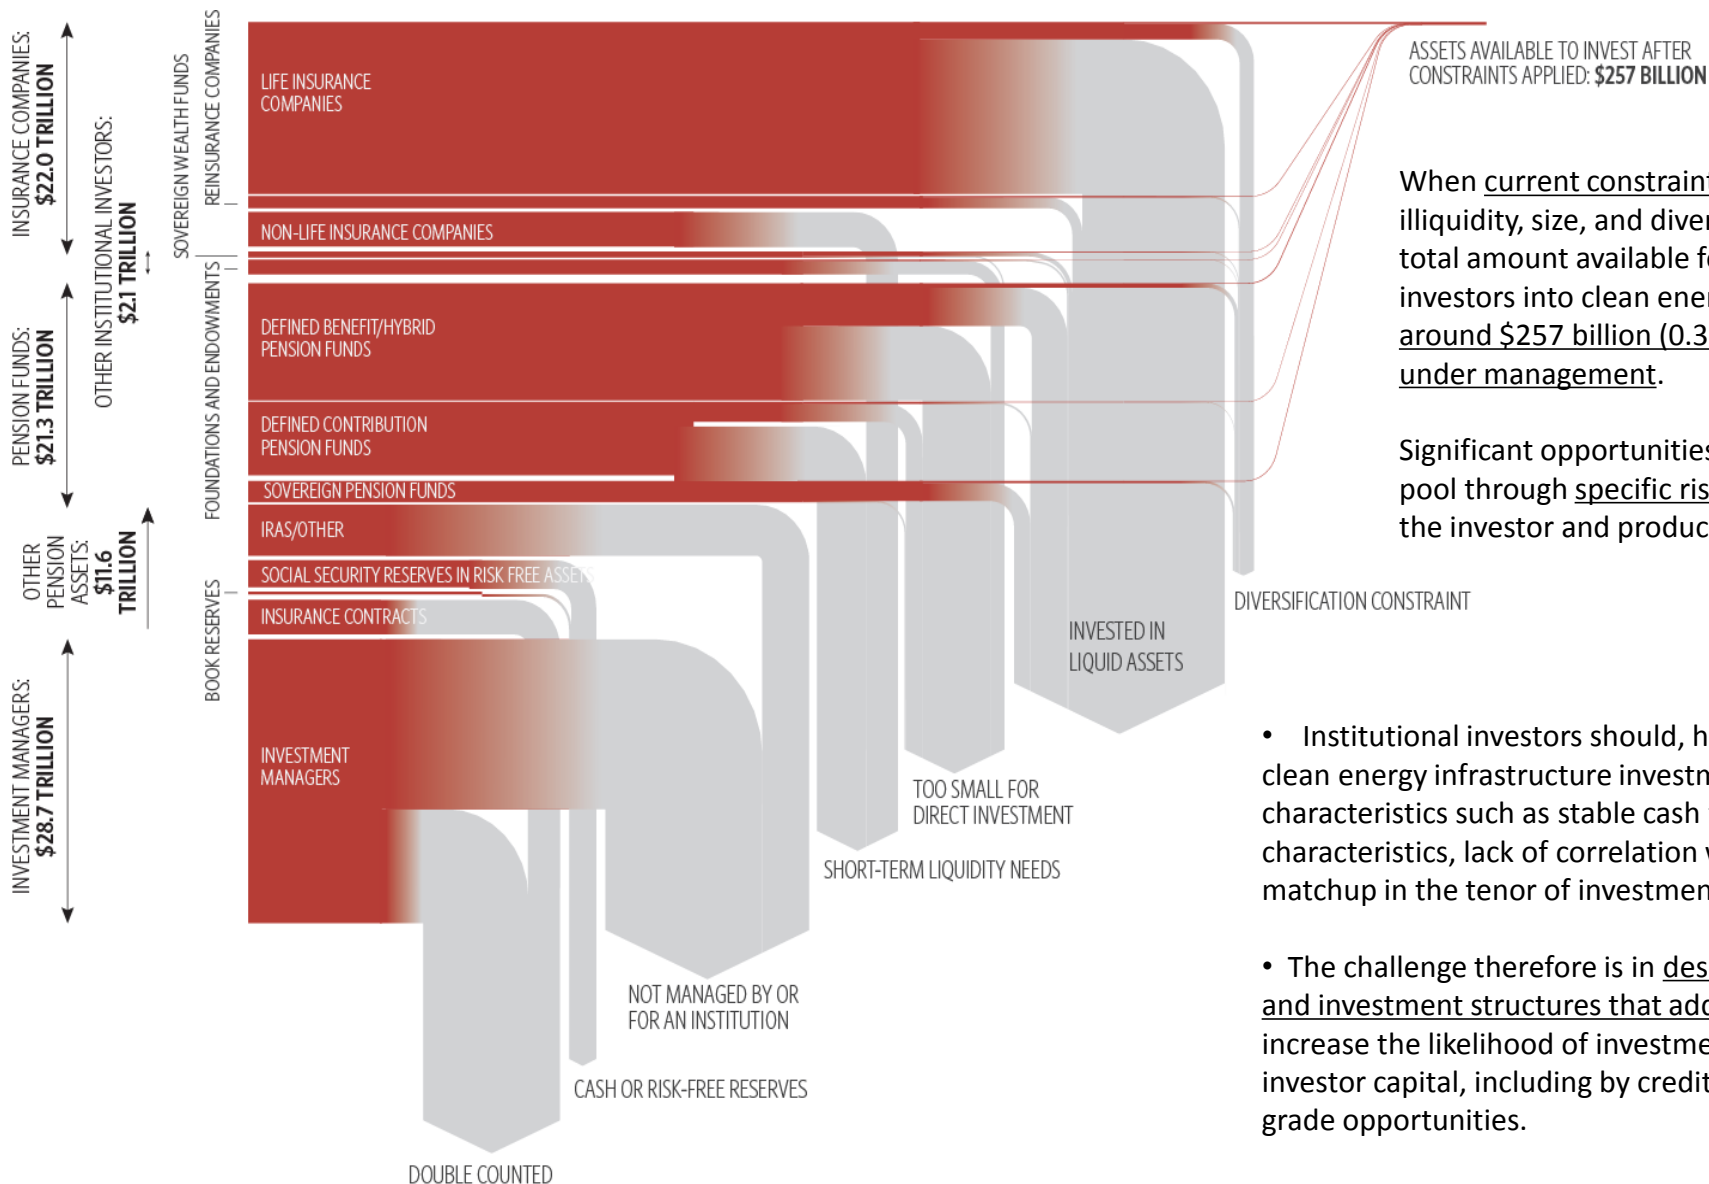 INSURANCE COMPANIES:
$22.0 TRILLION
OTHER INSTITUTIONAL INVESTORS:
$2.1 TRILLION
PENSION FUNDS:
$21.3 TRILLION
OTHER
PENSION
ASSETS:
$11.6
TRILLION
INVESTMENT MANAGERS:
$28.7 TRILLION
SOVEREIGN WEALTH FUNDS
REINSURANCE COMPANIES
FOUNDATIONS AND ENDOWMENTS
BOOK RESERVES
LIFE INSURANCE
COMPANIES
NON-LIFE INSURANCE COMPANIES
DEFINED BENEFIT/HYBRID
PENSION FUNDS
DEFINED CONTRIBUTION
PENSION FUNDS
SOVEREIGN PENSION FUNDS
IRAS/OTHER
SOCIAL SECURITY RESERVES IN RISK FREE ASSETS
INSURANCE CONTRACTS
INVESTMENT
MANAGERS
ASSETS AVAILABLE TO INVEST AFTER
CONSTRAINTS APPLIED: $257 BILLION
When current constraint
illiquidity, size, and diver
total amount available f
investors into clean ener
around $257 billion (0.3
under management.
Significant opportunities
pool through specific ris
the investor and produc
DIVERSIFICATION CONSTRAINT
INVESTED IN
LIQUID ASSETS
TOO SMALL FOR
DIRECT INVESTMENT
SHORT-TERM LIQUIDITY NEEDS
NOT MANAGED BY OR
FOR AN INSTITUTION
CASH OR RISK-FREE RESERVES
DOUBLE COUNTED
• Institutional investors should, h
clean energy infrastructure investm
characteristics such as stable cash
characteristics, lack of correlation
matchup in the tenor of investmen
• The challenge therefore is in des
and investment structures that add
increase the likelihood of investme
investor capital, including by credit
grade opportunities.